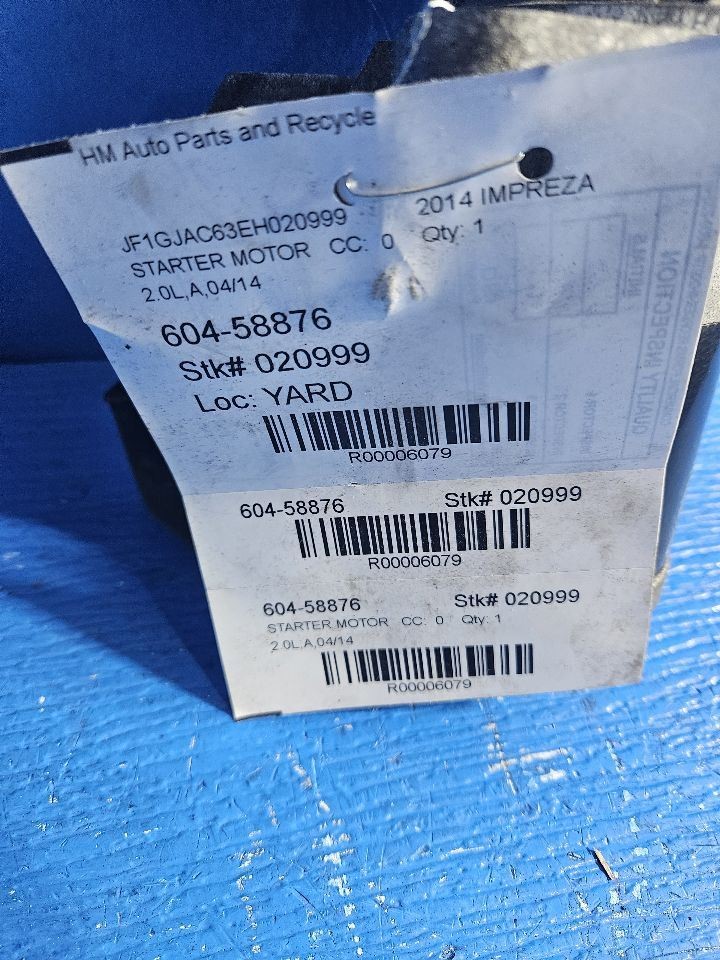 HM Auto Parts and Recycle
JF1GJAC63EH020999 2014 IMPREZA
STARTER MOTOR CC: 0 Qty: 1
2.0L,A,04/14
604-58876
Stk# 020999
Loc: YARD
R00006079
604-58876 Stk# 020999
R00006079
604-58876 Stk# 020999
STARTER MOTOR CC: 0 Qty: 1
2.0L,A,04/14
R00006079
QUALITY INSPECTION